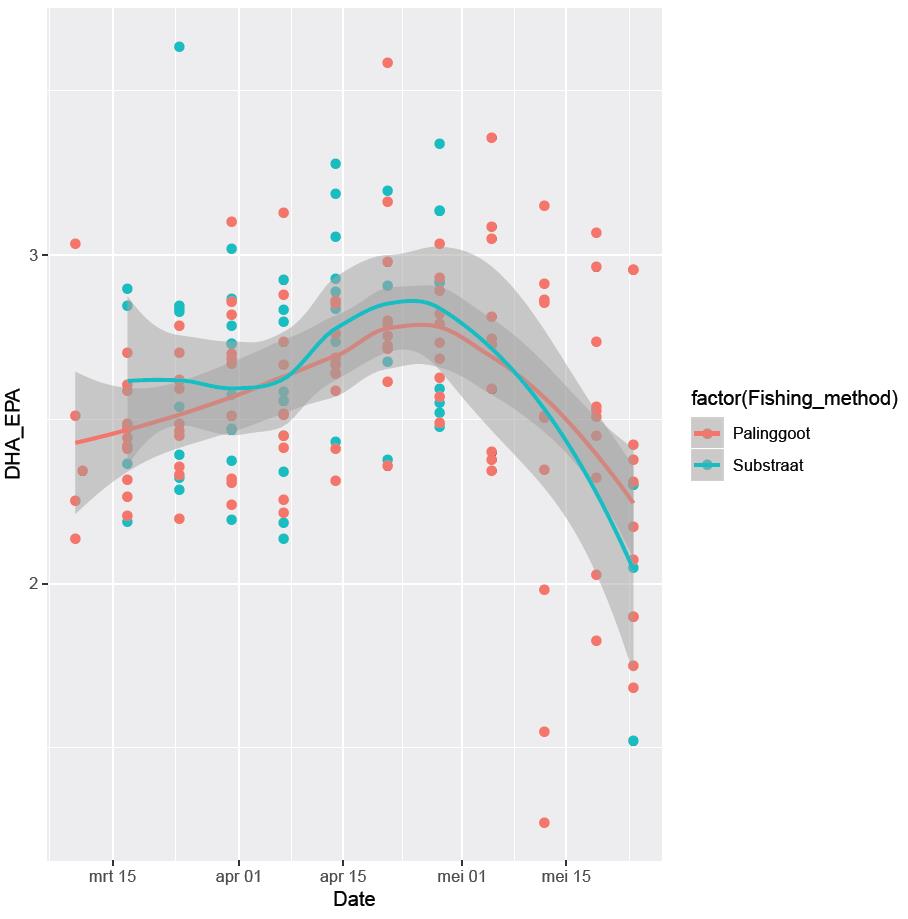 3
2
DHA_EPA
mrt 15
apr 01
apr 15
mei 01
mei 15
Date
factor(Fishing_method)
Palinggoot
Substraat